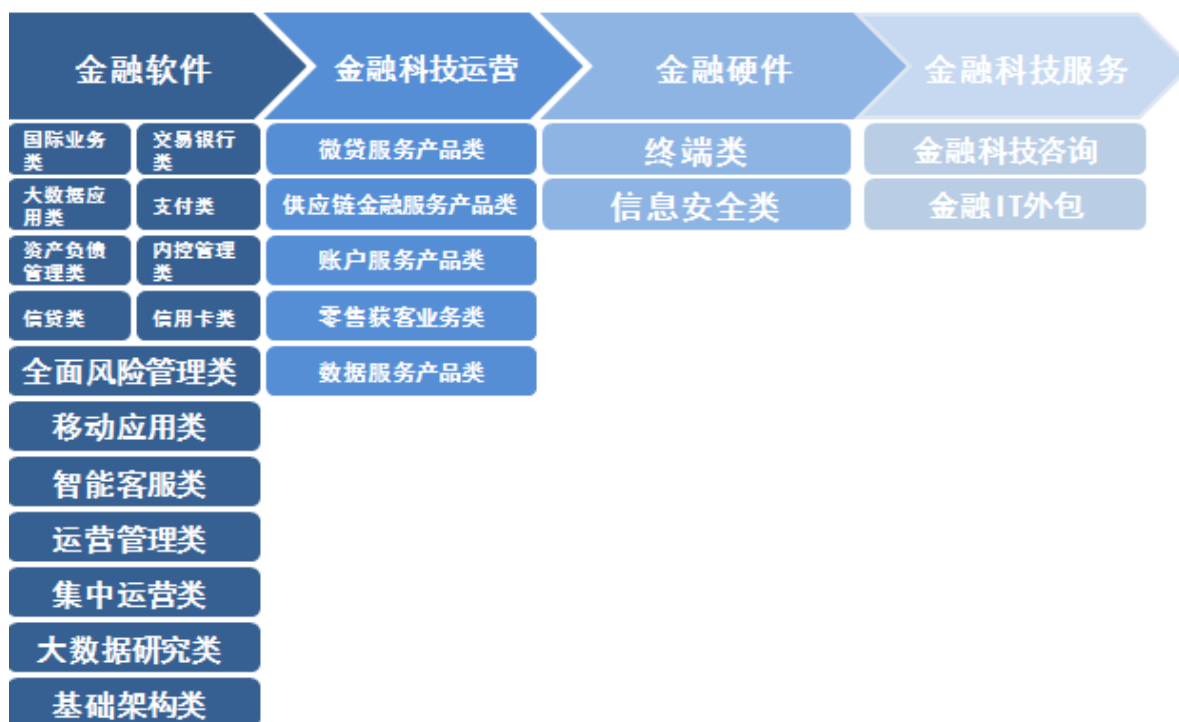 金融软件
金融科技运营
金融硬件
金融科技服务
国际业务
类
交易银行
类
微贷服务产品类
终端类
金融科技咨询
大数据应
用类
支付类
供应链金融服务产品类
信息安全类
金融IT外包
资产负债
管理类
内控管理
类
账户服务产品类
信贷类
信用卡类
零售获客业务类
全面风险管理类
数据服务产品类
移动应用类
智能客服类
运营管理类
集中运营类
大数据研究类
基础架构类